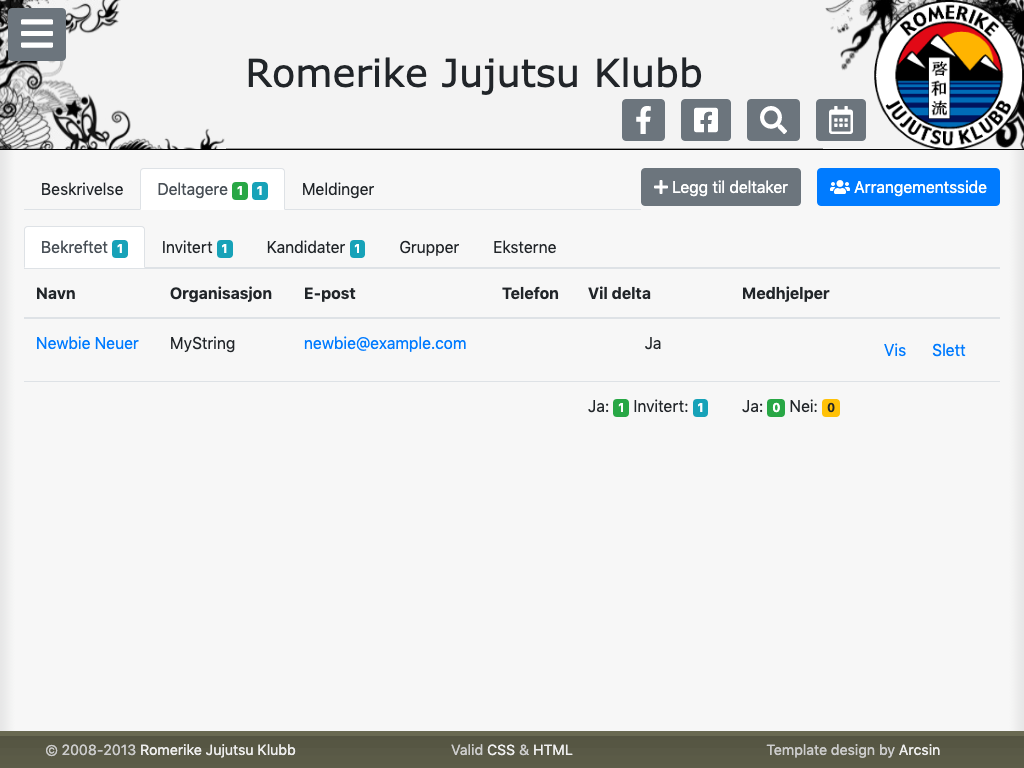 Romerike Jujutsu Klubb
ROMERIKE
啓和流
JUJUTSU KLUBB
Beskrivelse Deltagere 1 1 Meldinger Legg til deltaker Arrangementsside
Bekreftet 1 Invitert 1 Kandidater 1 Grupper Eksterne
Navn Organisasjon E-post Telefon Vil delta Medhjelper
Newbie Neuer MyString newbie@example.com Ja Vis Slett
Ja: 1 Invitert: 1 Ja: 0 Nei: 0
© 2008-2013 Romerike Jujutsu Klubb Valid CSS & HTML Template design by Arcsin